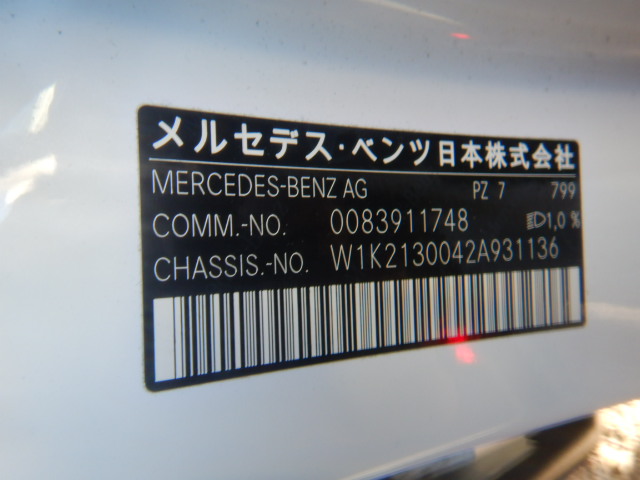 メルセデス・ベンツ日本株式会社
MERCEDES-BENZ AG PZ 7 799
COMM.-NO. 0083911748 1,0 %
CHASSIS.-NO. W1K2130042A931136